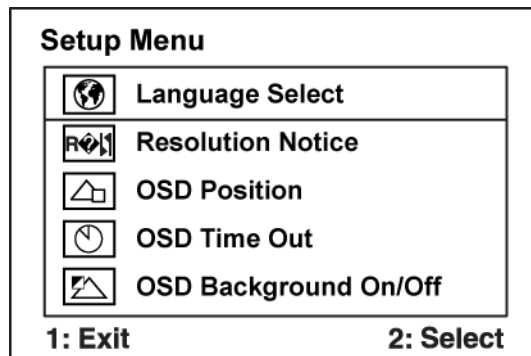 Setup Menu
Language Select
Resolution Notice
OSD Position
OSD Time Out
OSD Background On/Off
1: Exit 2: Select